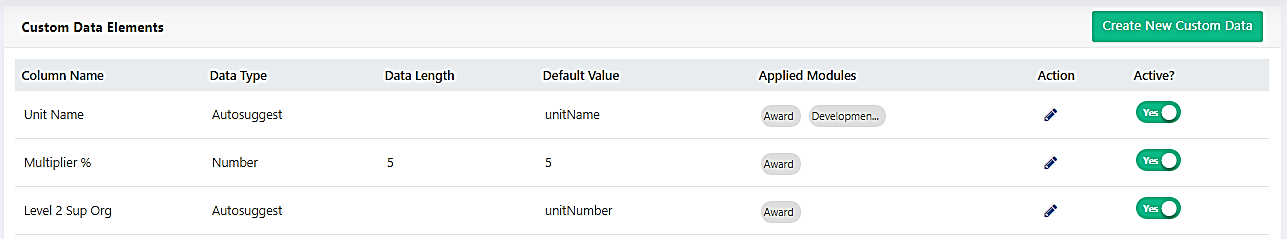 Custom Data Elements Create New Custom Data
Column Name Data Type Data Length Default Value Applied Modules Action Active?
Unit Name Autosuggest unitName Award Developmen... Yes
Multiplier % Number 5 5 Award Yes
Level 2 Sup Org Autosuggest unitNumber Award Yes